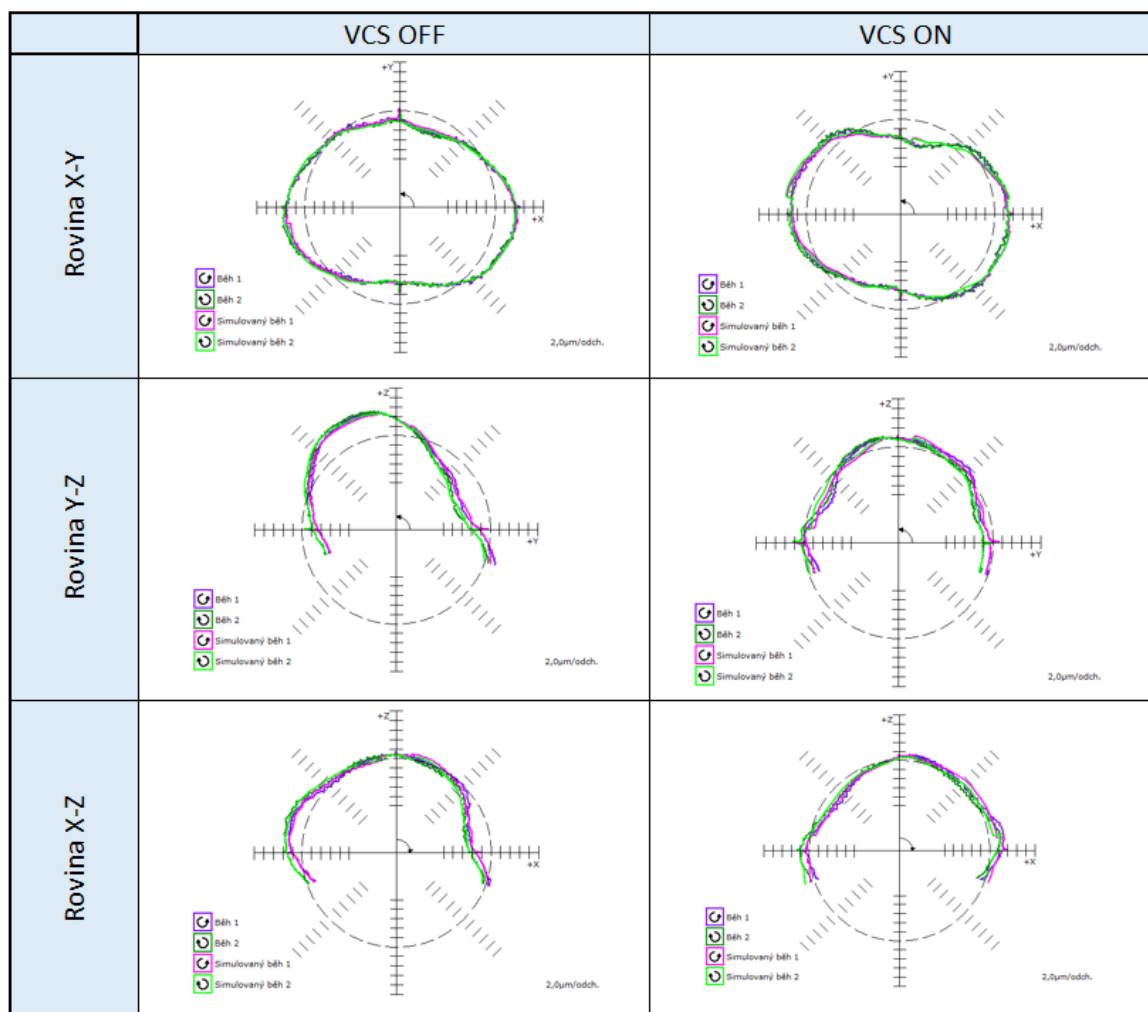 VCS OFF
VCS ON
Rovina X-Y
+Y
+X
Běh 1
Běh 2
Simulovaný běh 1
Simulovaný běh 2
2,0µm/odch.
+Y
+X
Běh 1
Běh 2
Simulovaný běh 1
Simulovaný běh 2
2,0µm/odch.
Rovina Y-Z
+Z
+Y
Běh 1
Běh 2
Simulovaný běh 1
Simulovaný běh 2
2,0µm/odch.
+Z
+Y
Běh 1
Běh 2
Simulovaný běh 1
Simulovaný běh 2
2,0µm/odch.
Rovina X-Z
+Z
+X
Běh 1
Běh 2
Simulovaný běh 1
Simulovaný běh 2
2,0µm/odch.
+Z
+X
Běh 1
Běh 2
Simulovaný běh 1
Simulovaný běh 2
2,0µm/odch.